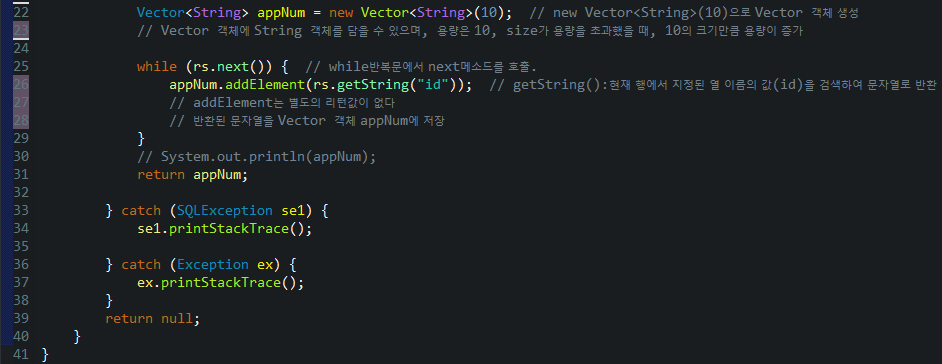 22 Vector<String> appNum = new Vector<String>(10); // new Vector<String>(10)으로 Vector 객체 생성
23 // Vector 객체에 String 객체를 담을 수 있으며, 용량은 10, size가 용량을 초과했을 때, 10의 크기만큼 용량이 증가
24
25 while (rs.next()) { // while반복문에서 next메소드를 호출.
26 appNum.addElement(rs.getString("id")); // getString():현재 행에서 지정된 열 이름의 값(id)을 검색하여 문자열로 반환
27 // addElement는 별도의 리턴값이 없다
28 // 반환된 문자열을 Vector 객체 appNum에 저장
29 }
30 // System.out.println(appNum);
31 return appNum;
32
33 } catch (SQLException se1) {
34 se1.printStackTrace();
35
36 } catch (Exception ex) {
37 ex.printStackTrace();
38 }
39 return null;
40 }
41 }